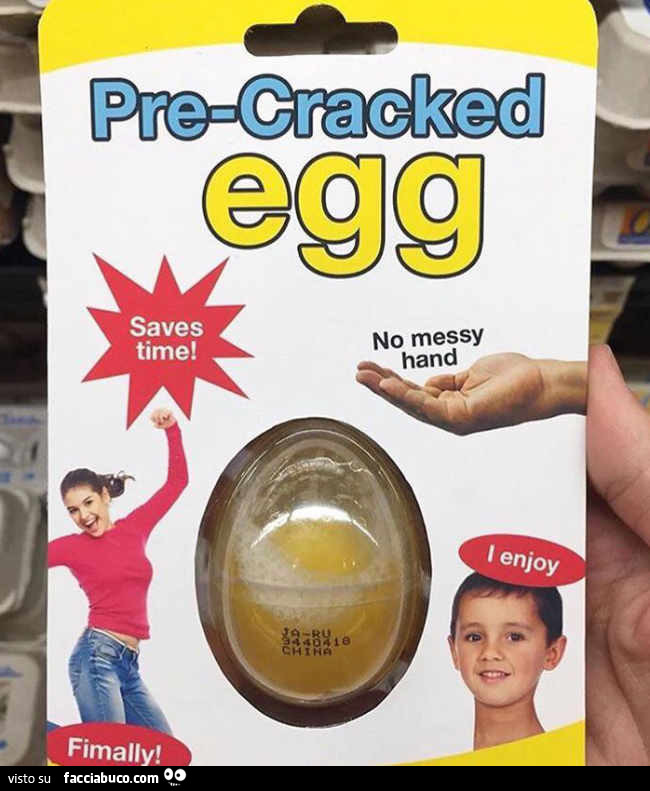 Pre-Cracked
egg
Saves
time!
No messy
hand
I enjoy
JA-RU
3440418
CHINA
Fimally!
visto su facciabuco.com